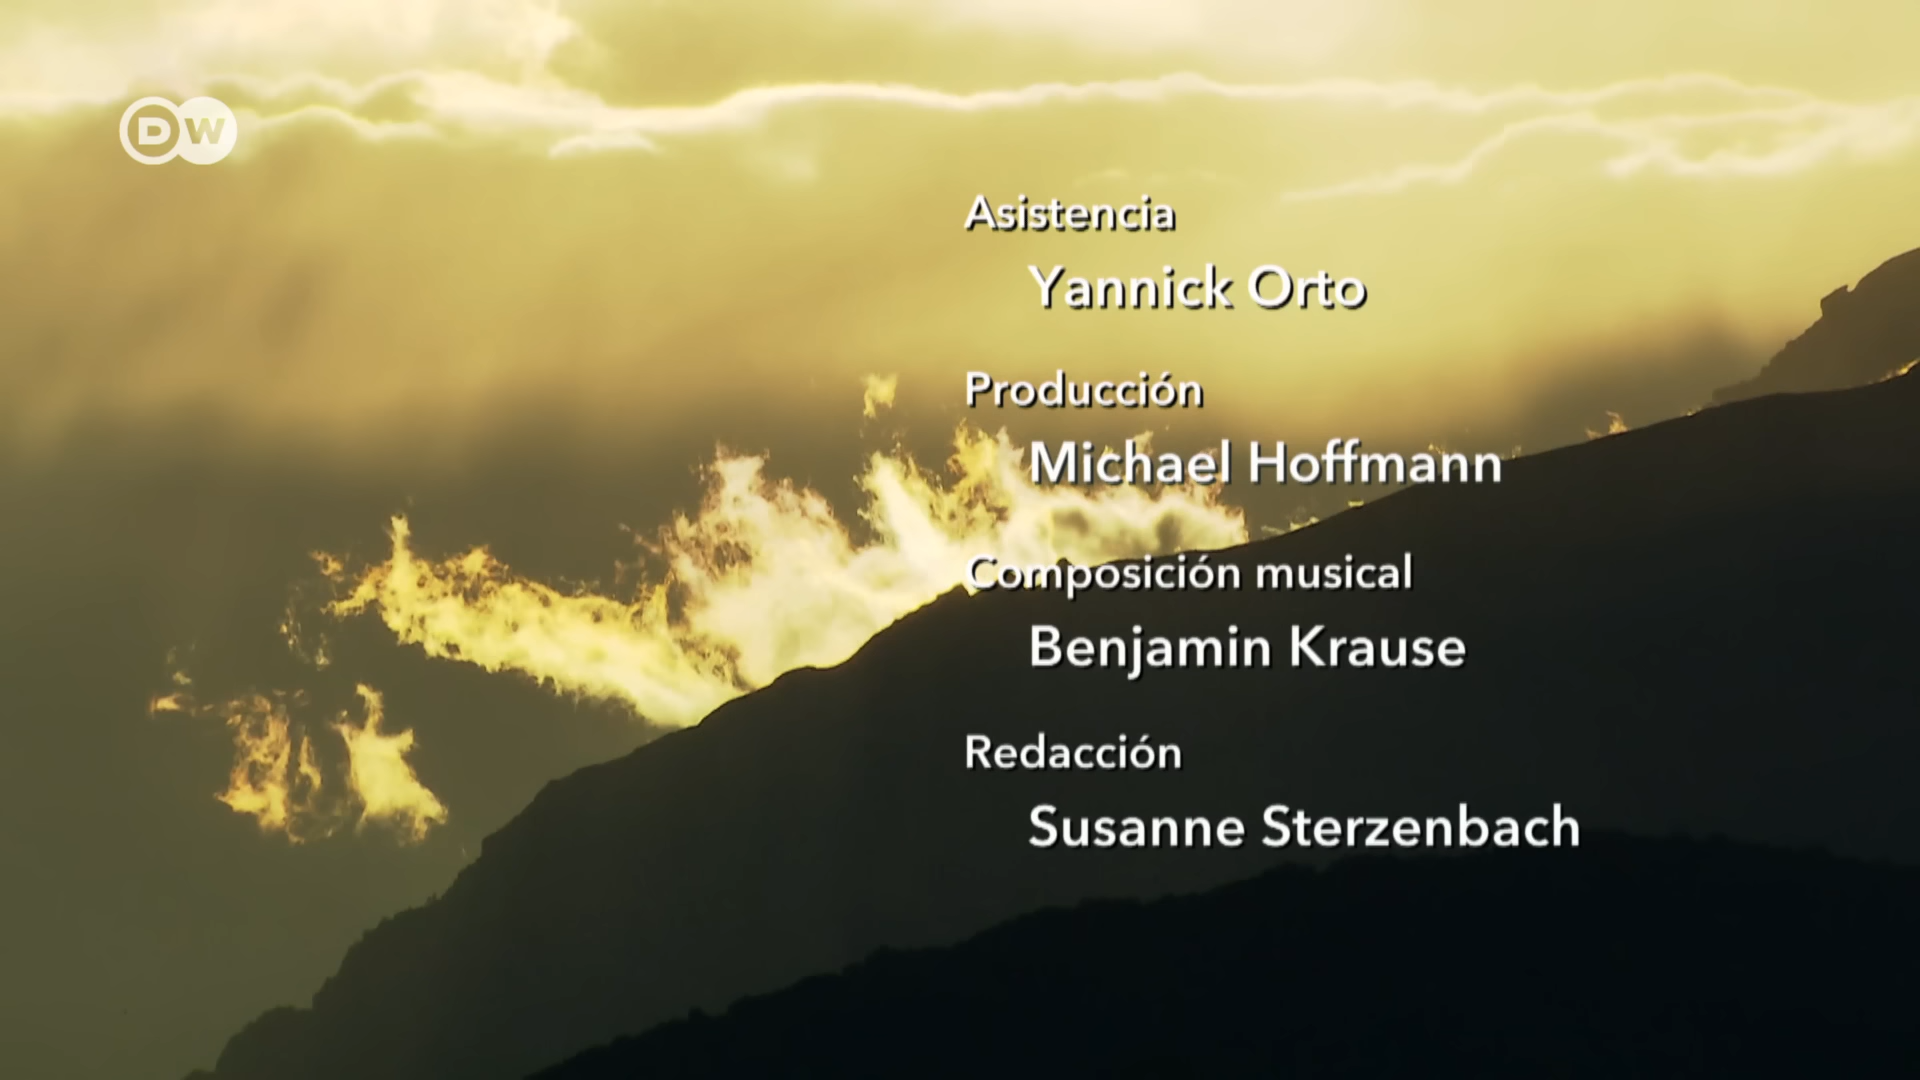 DW
Asistencia
Yannick Orto
Producción
Michael Hoffmann
Composición musical
Benjamin Krause
Redacción
Susanne Sterzenbach